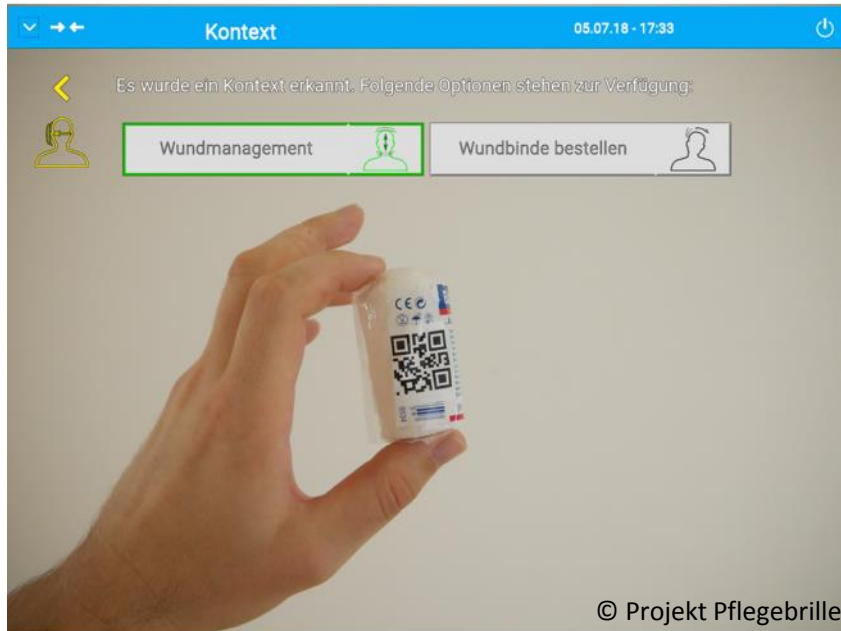 Kontext
05.07.18 - 17:33
Es wurde ein Kontext erkannt. Folgende Optionen stehen zur Verfügung:
Wundmanagement
Wundbinde bestellen
CE
© Projekt Pflegebrille